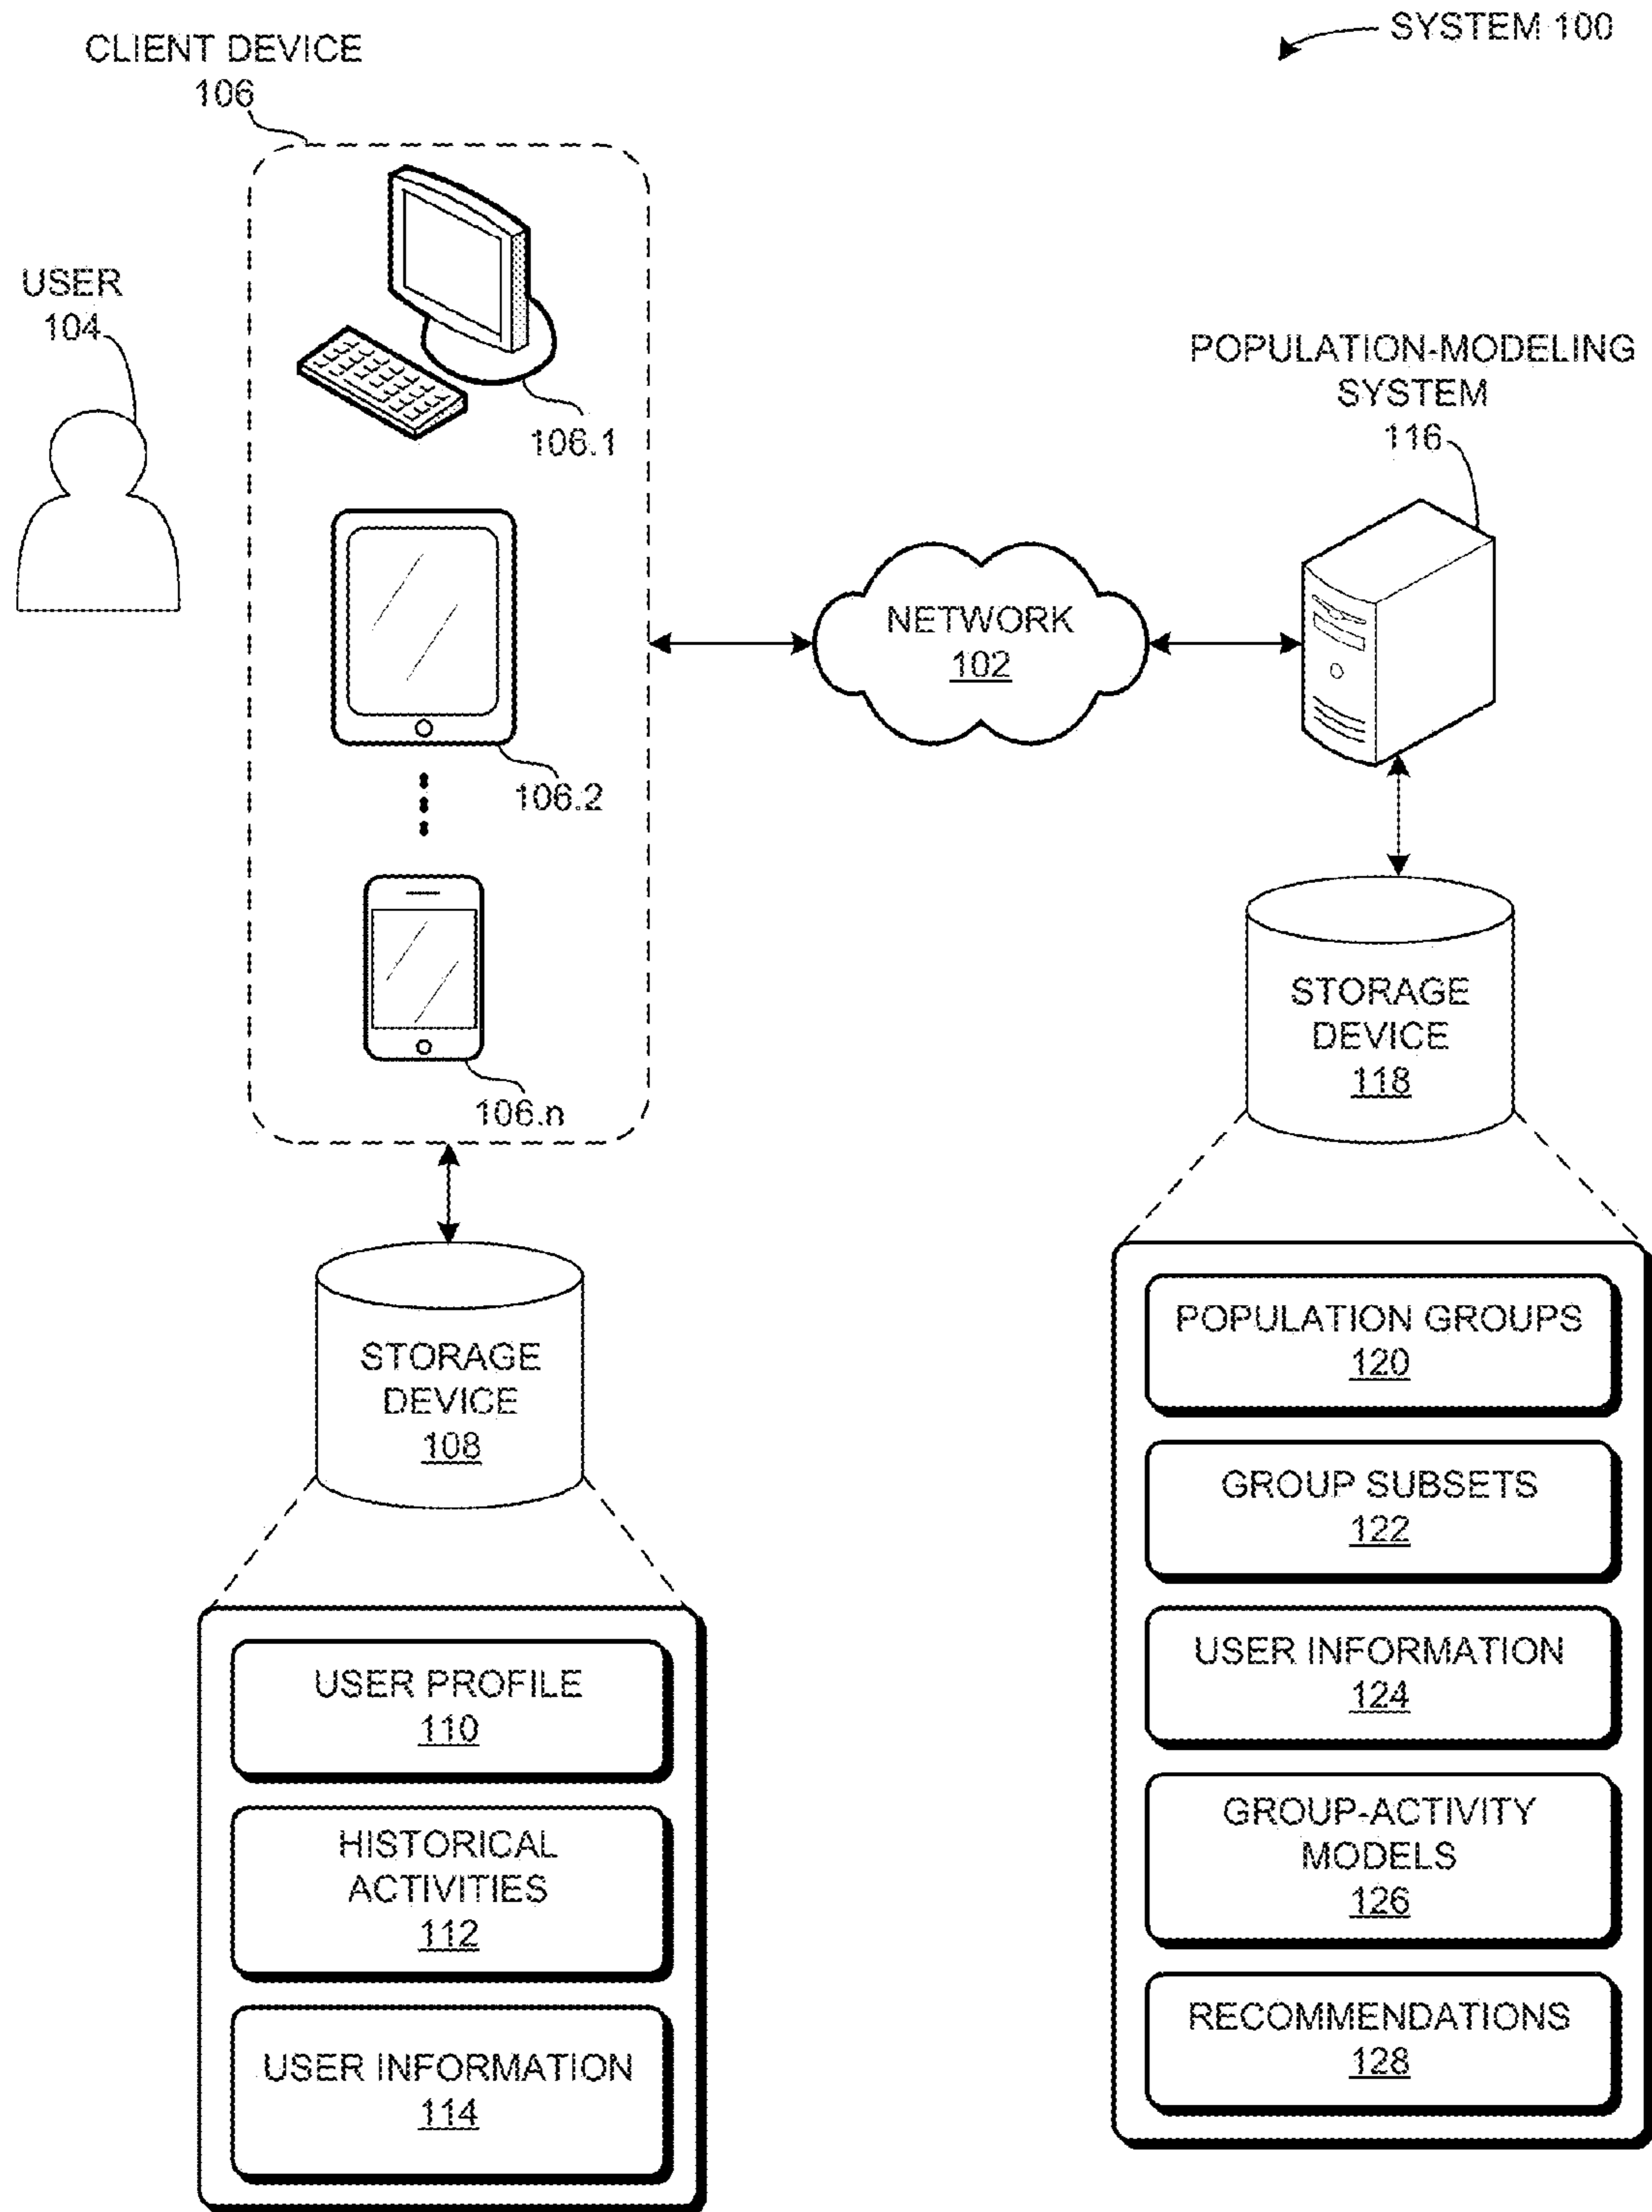 SYSTEM 100
CLIENT DEVICE
106
USER
104
106.1
106.2
106.n
NETWORK
102
POPULATION-MODELING
SYSTEM
116
STORAGE
DEVICE
108
USER PROFILE
110
HISTORICAL
ACTIVITIES
112
USER INFORMATION
114
STORAGE
DEVICE
118
POPULATION GROUPS
120
GROUP SUBSETS
122
USER INFORMATION
124
GROUP-ACTIVITY
MODELS
126
RECOMMENDATIONS
128